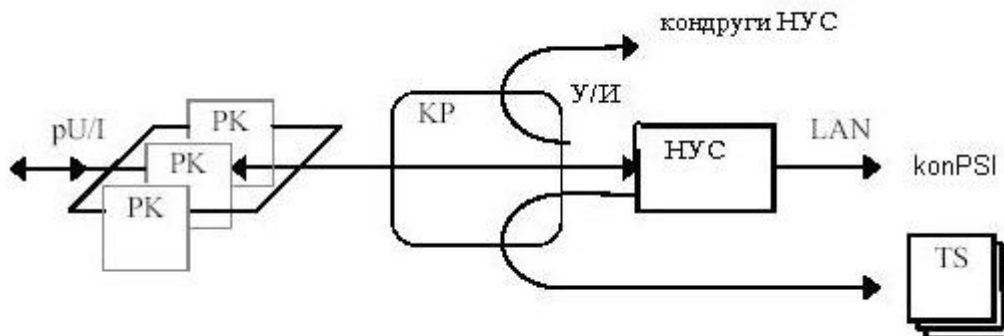 кондруги НУС
У/И
KP
pU/I
PK
PK
PK
НУС
LAN
konPSI
TS